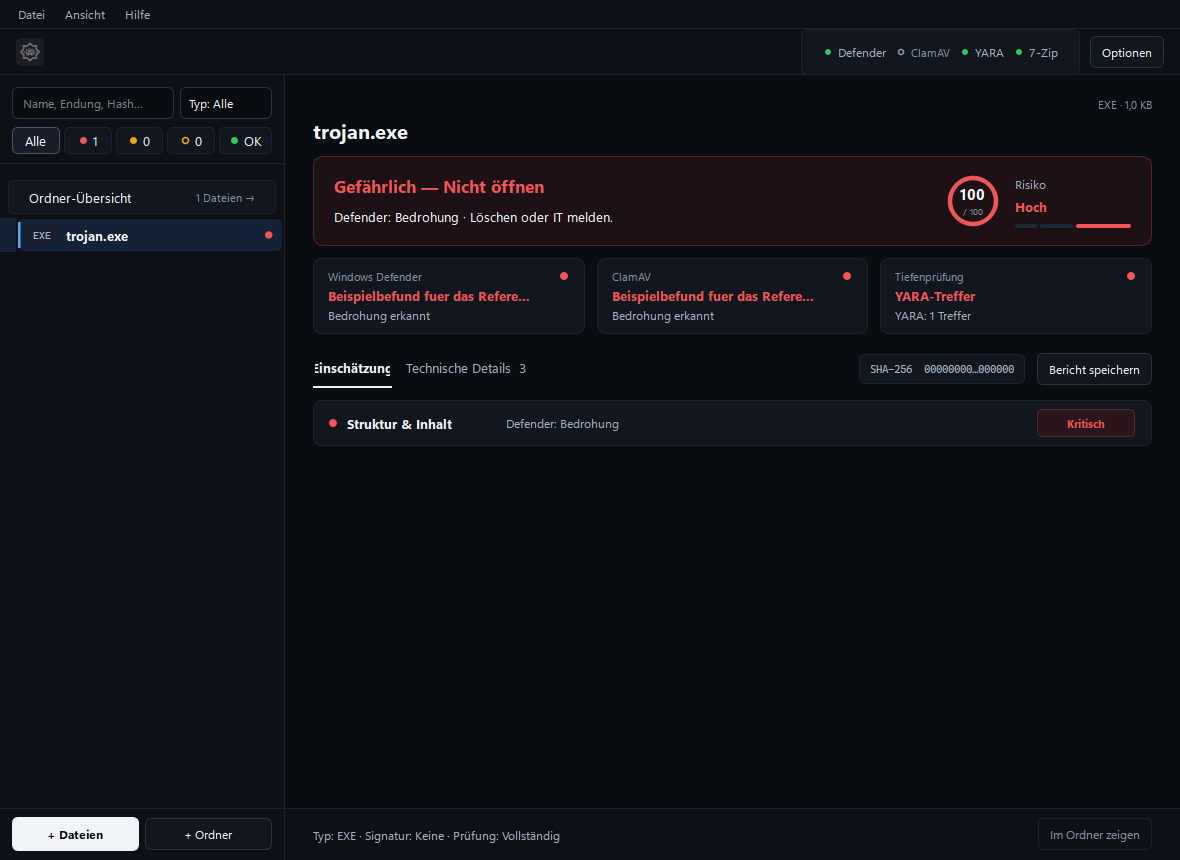 Datei Ansicht Hilfe
Defender ClamAV YARA 7-Zip Optionen
Name, Endung, Hash... Typ: Alle
Alle 1 0 0 OK
Ordner-Übersicht 1 Dateien →
EXE trojan.exe
EXE · 1,0 KB
trojan.exe
Gefährlich — Nicht öffnen
Defender: Bedrohung · Löschen oder IT melden.
100
/ 100
Risiko
Hoch
Windows Defender
Beispielbefund fuer das Refere...
Bedrohung erkannt
ClamAV
Beispielbefund fuer das Refere...
Bedrohung erkannt
Tiefenprüfung
YARA-Treffer
YARA: 1 Treffer
Einschätzung Technische Details 3
SHA-256 00000000…000000 Bericht speichern
Struktur & Inhalt Defender: Bedrohung Kritisch
+ Dateien + Ordner
Typ: EXE · Signatur: Keine · Prüfung: Vollständig
Im Ordner zeigen